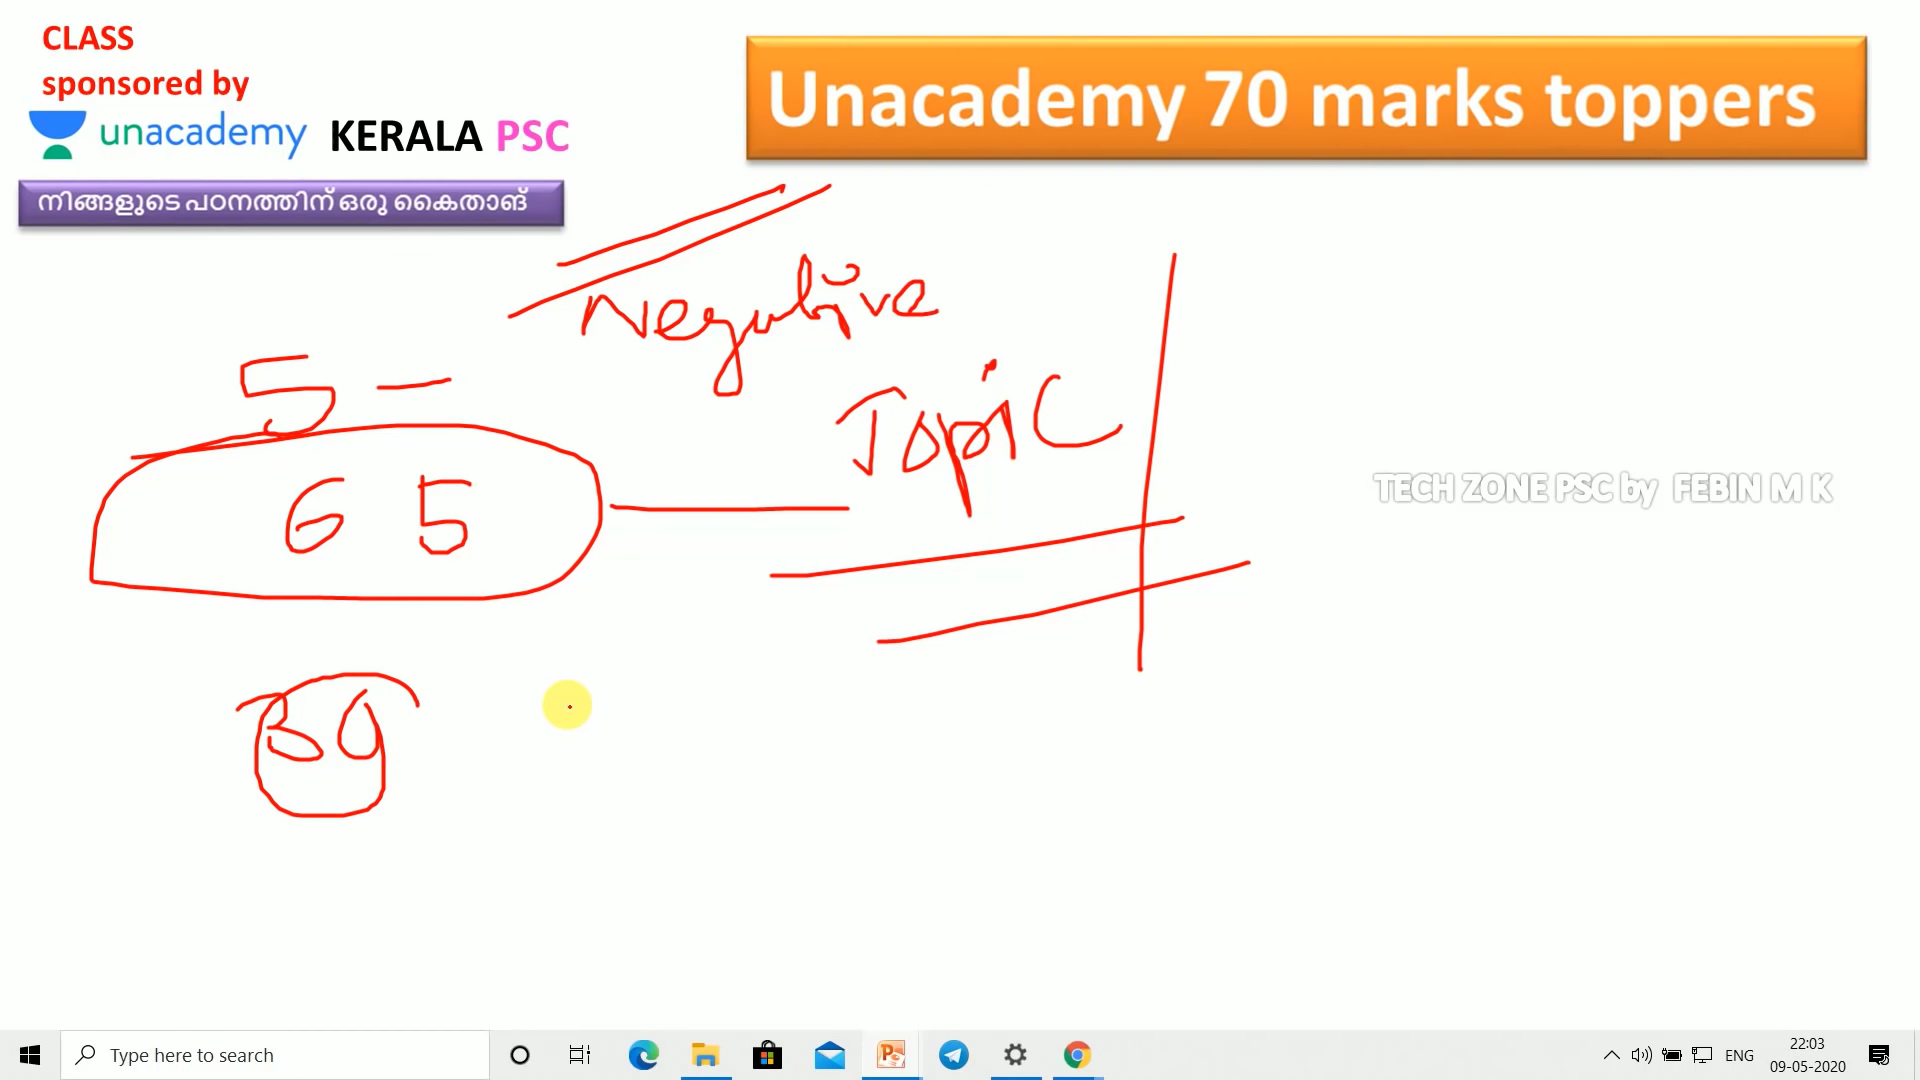 CLASS
sponsored by
unacademy KERALA PSC
Unacademy 70 marks toppers
നിങ്ങളുടെ പഠനത്തിന് ഒരു കൈതാങ്
Negative
5 -
Topic
65
TECH ZONE PSC by FEBIN M K
30
Type here to search
ENG
22:03
09-05-2020